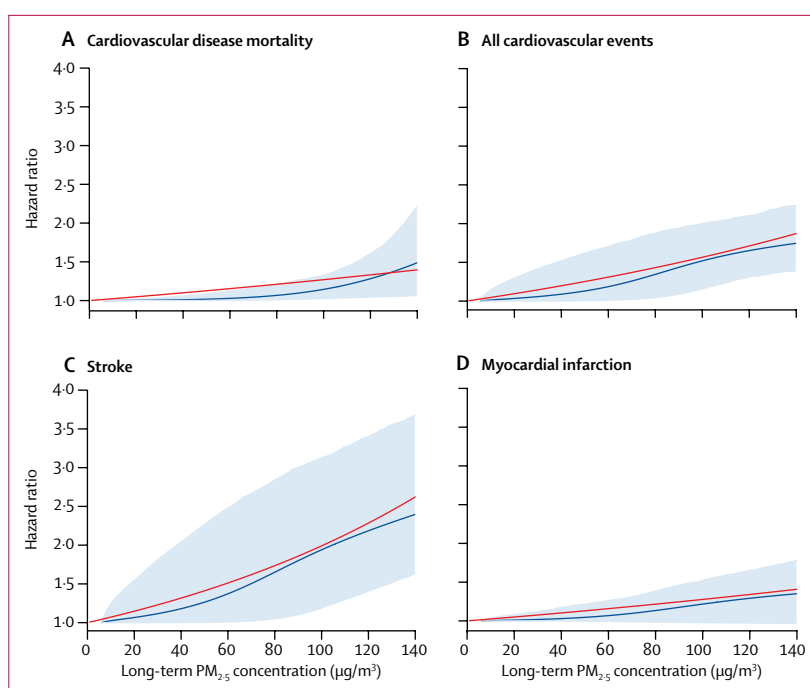 A Cardiovascular disease mortality
B All cardiovascular events
4·0
3·5
3·0
2·5
2·0
1·5
1·0
Hazard ratio
C Stroke
D Myocardial infarction
4·0
3·5
3·0
2·5
2·0
1·5
1·0
Hazard ratio
0 20 40 60 80 100 120 140
0 20 40 60 80 100 120 140
Long-term PM2·5 concentration (μg/m³)
Long-term PM2·5 concentration (μg/m³)